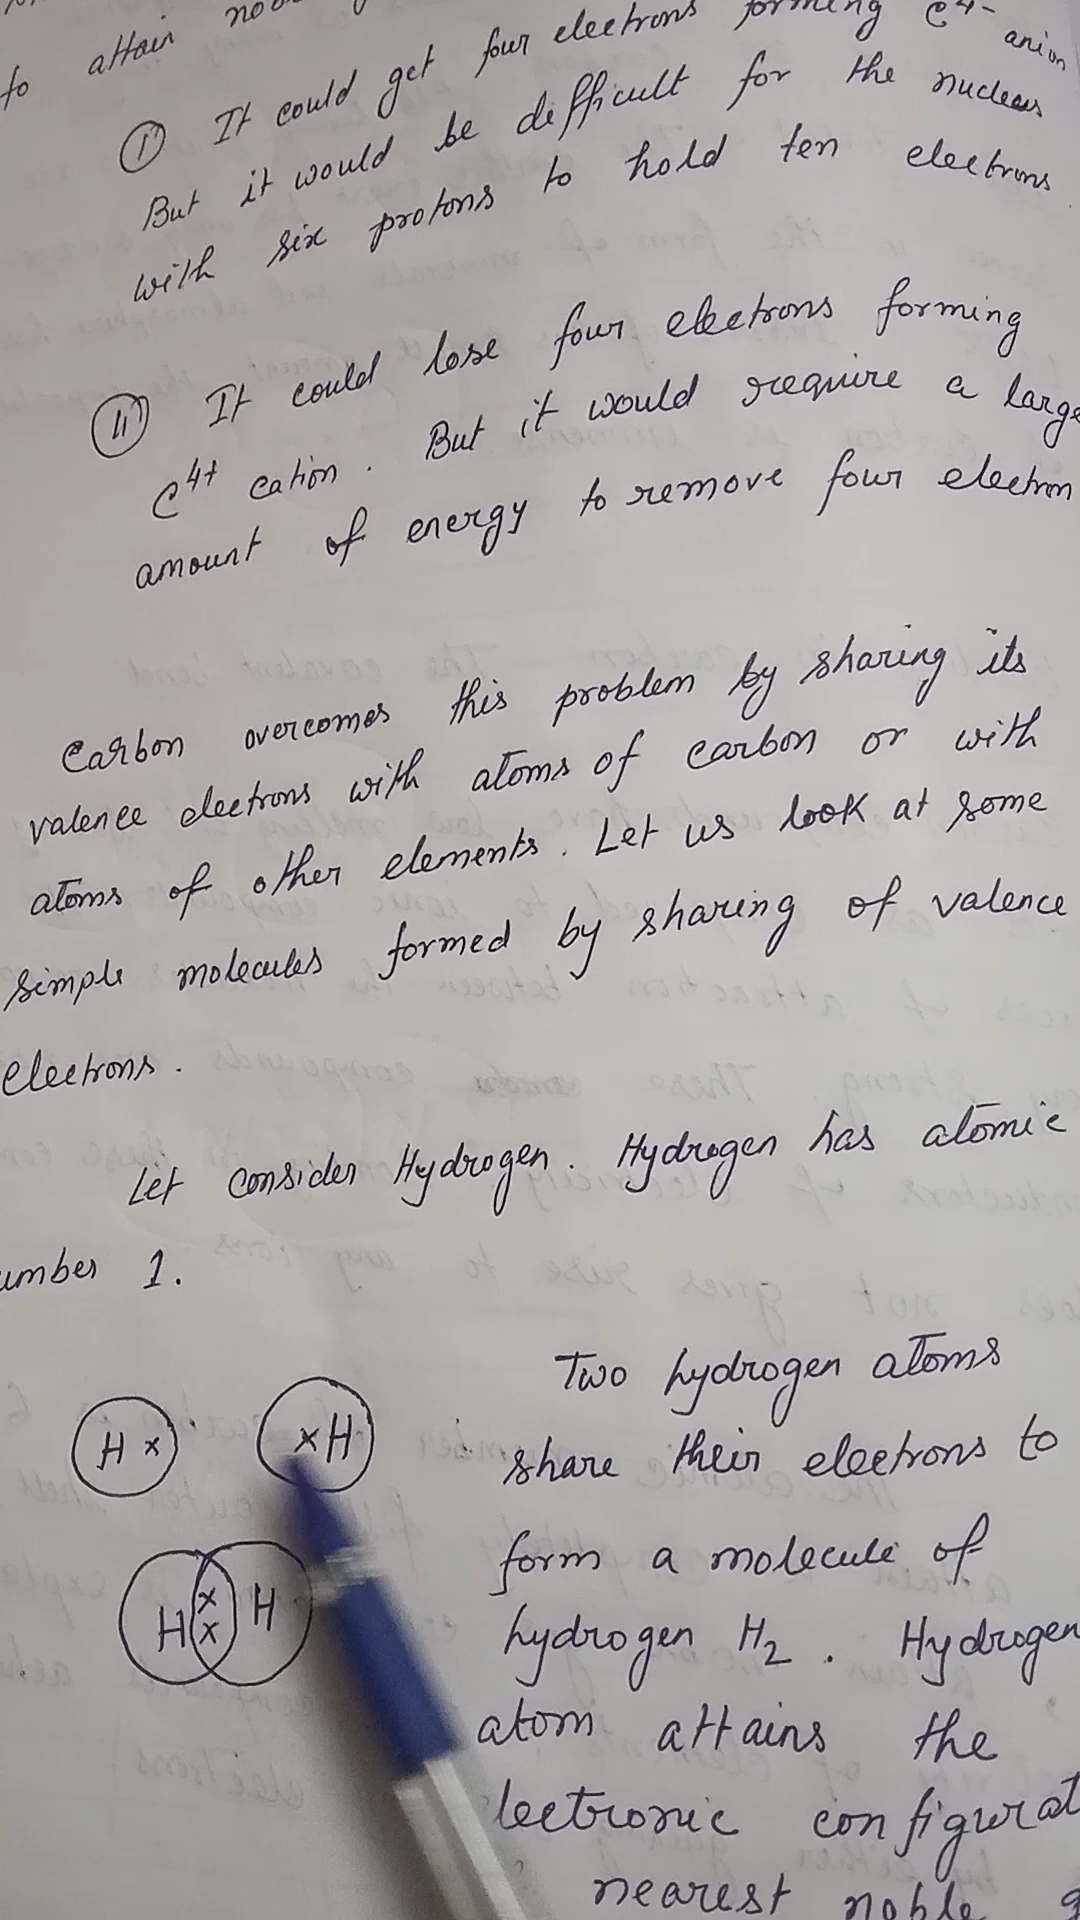 to attain
① It could get four electrons forming C4- anion
But it would be difficult for the nucleus
with six protons to hold ten electrons
⑪ It could lose four electrons forming
C4+ cation. But it would require a large
amount of energy to remove four electron
Carbon overcomes this problem by sharing its
valence electrons with atoms of carbon or with
atoms of other elements. Let us look at some
simple molecules formed by sharing of valence
electrons.
Let consider Hydrogen. Hydrogen has atomic
umber 1.
Two hydrogen atoms
H x x H
share their electrons to
form a molecule of
H x x H
hydrogen H2. Hydrogen
atom attains the
lectronic configurat
nearest noble